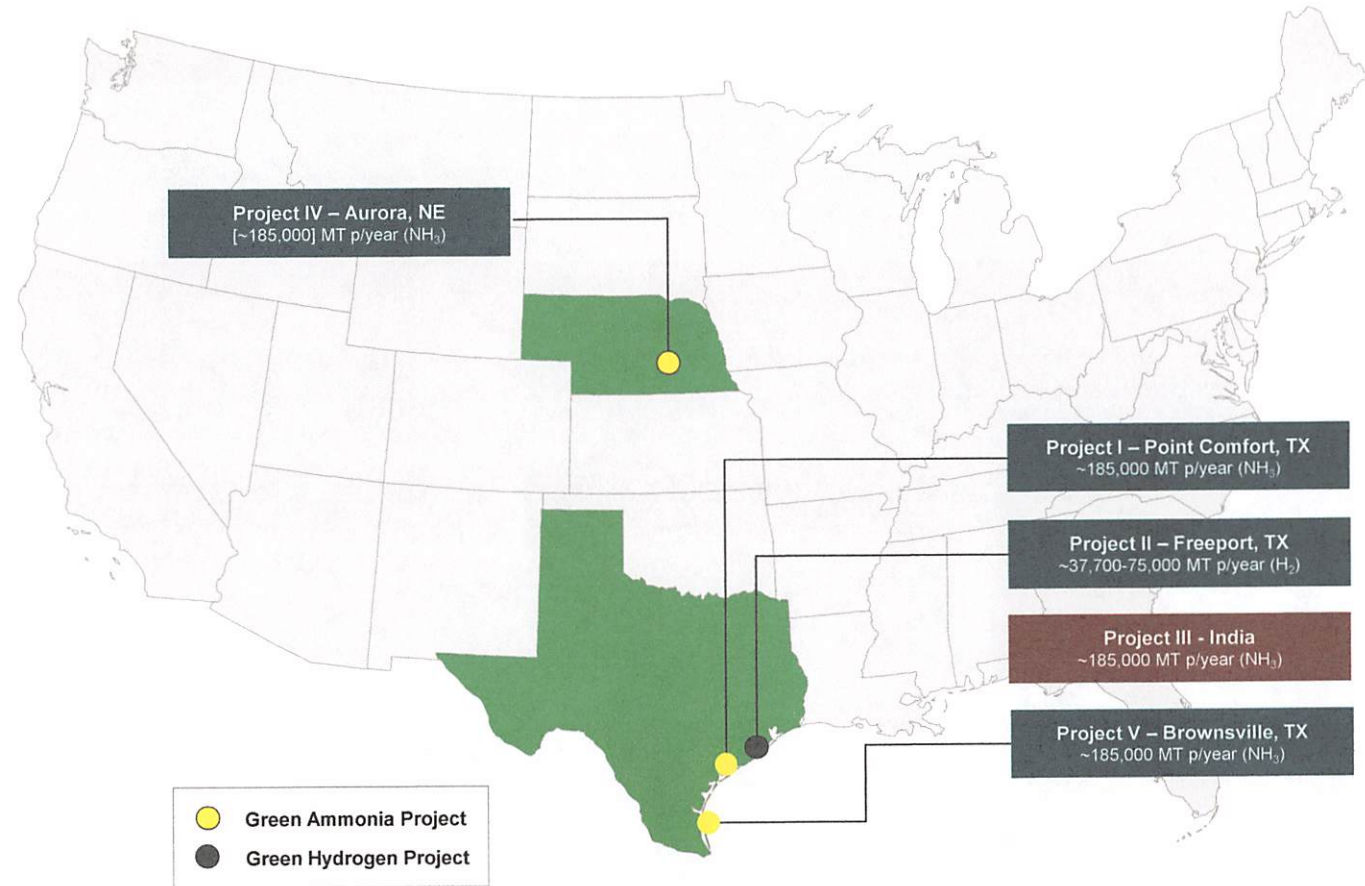 Project IV – Aurora, NE
[~185,000] MT p/year (NH₃)
Project I – Point Comfort, TX
~185,000 MT p/year (NH₃)
Project II – Freeport, TX
~37,700-75,000 MT p/year (H₂)
Project III - India
~185,000 MT p/year (NH₃)
Project V – Brownsville, TX
~185,000 MT p/year (NH₃)
Green Ammonia Project
Green Hydrogen Project